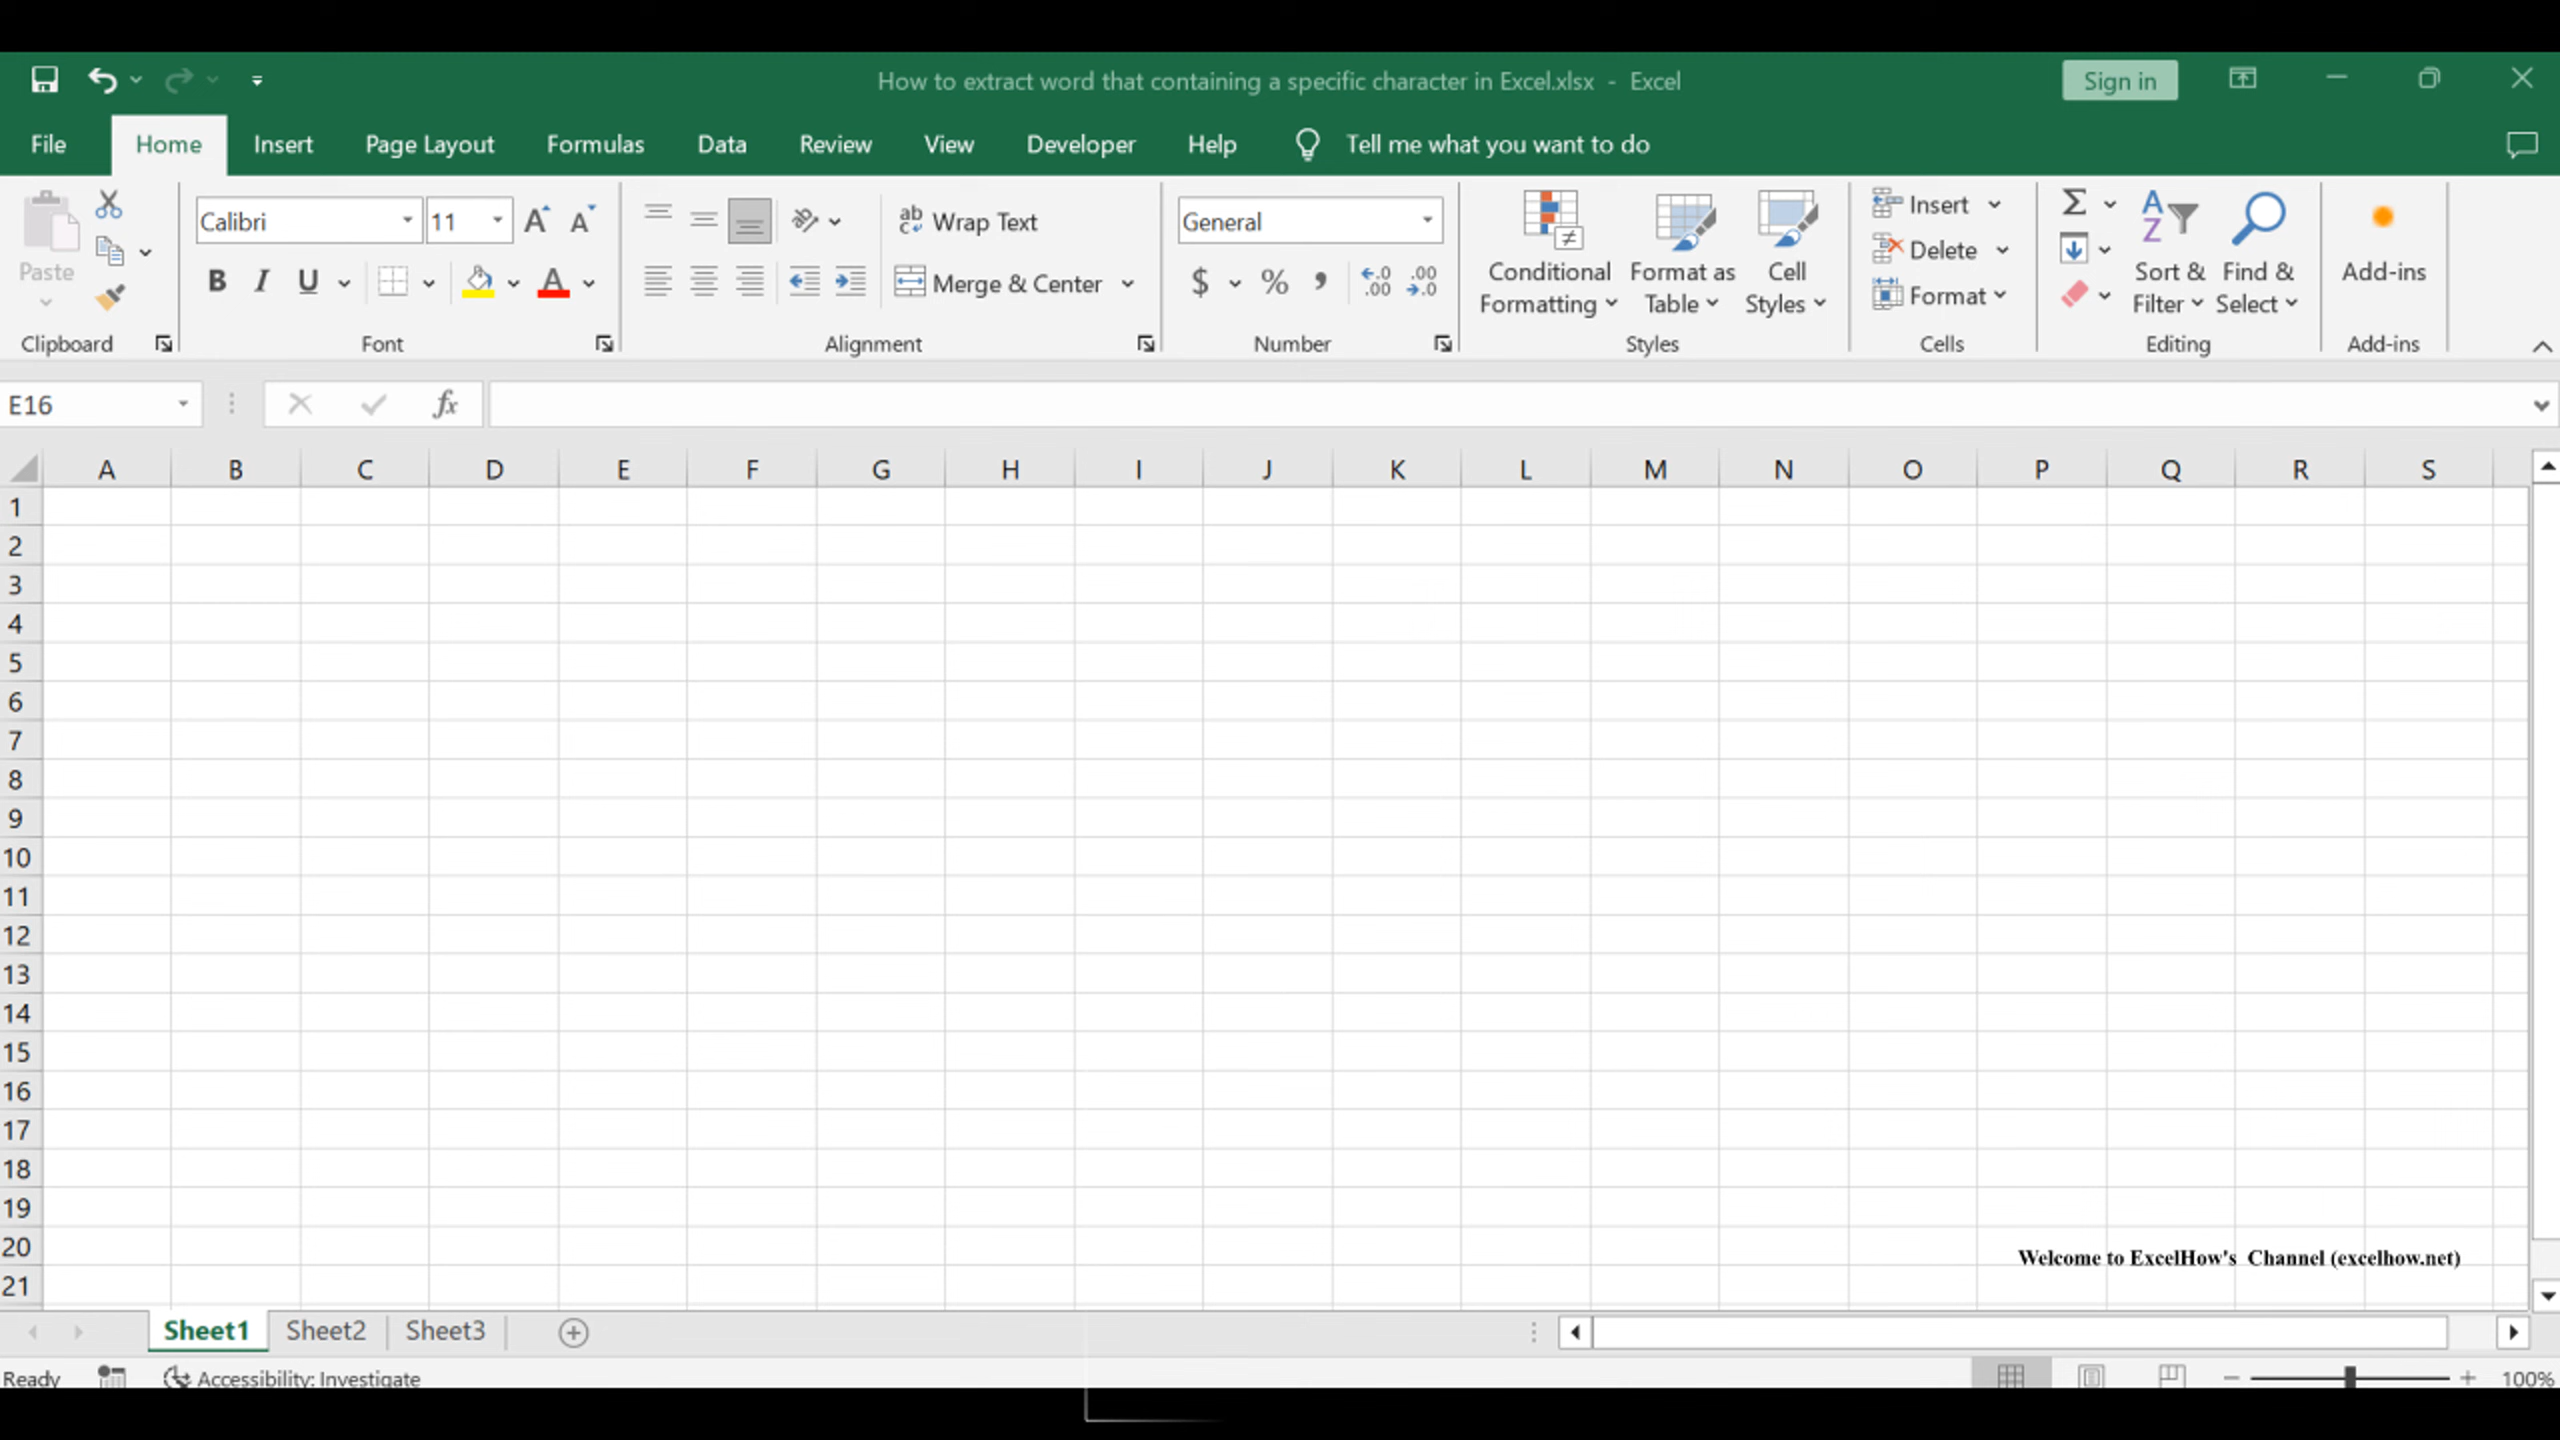 How to extract word that containing a specific character in Excel.xlsx - Excel
Sign in
File Home Insert Page Layout Formulas Data Review View Developer Help Tell me what you want to do
Paste
Clipboard
Calibri 11
B I U A
Font
Wrap Text
Merge & Center
Alignment
General
$ % ,
Number
Conditional Formatting
Format as Table
Cell Styles
Styles
Insert
Delete
Format
Cells
Sort & Filter
Find & Select
Editing
Add-ins
Add-ins
E16 fx
A B C D E F G H I J K L M N O P Q R S
1
2
3
4
5
6
7
8
9
10
11
12
13
14
15
16
17
18
19
20
Welcome to ExcelHow's Channel (excelhow.net)
21
Sheet1 Sheet2 Sheet3
Ready Accessibility: Investigate 100%